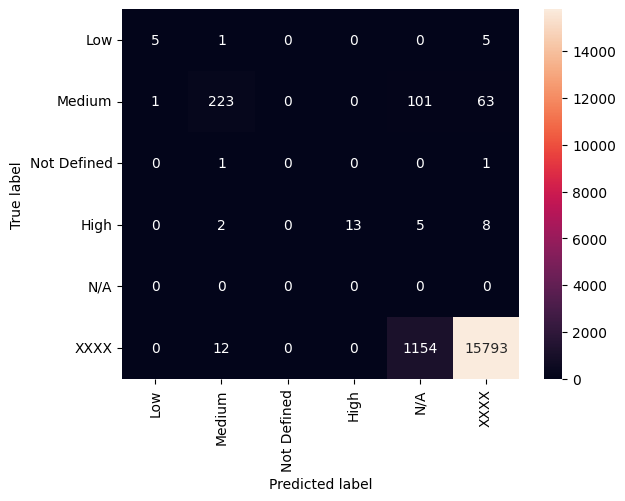 Low 5 1 0 0 0 5
Medium 1 223 0 0 101 63
Not Defined 0 1 0 0 0 1
High 0 2 0 13 5 8
N/A 0 0 0 0 0 0
XXXX 0 12 0 0 1154 15793
True label
Low Medium Not Defined High N/A XXXX
Predicted label
14000
12000
10000
8000
6000
4000
2000
0